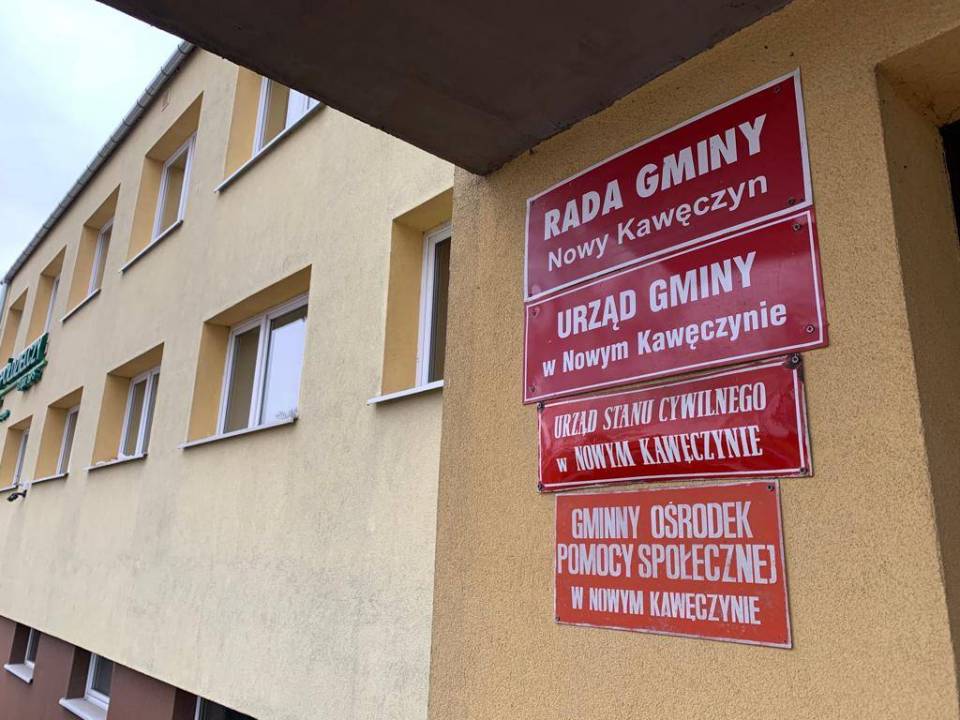 RADA GMINY
Nowy Kawęczyn
URZĄD GMINY
w Nowym Kawęczynie
URZĄD STANU CYWILNEGO
w NOWYM KAWĘCZYNIE
GMINNY OŚRODEK
POMOCY SPOŁECZNEJ
W NOWYM KAWĘCZYNIE